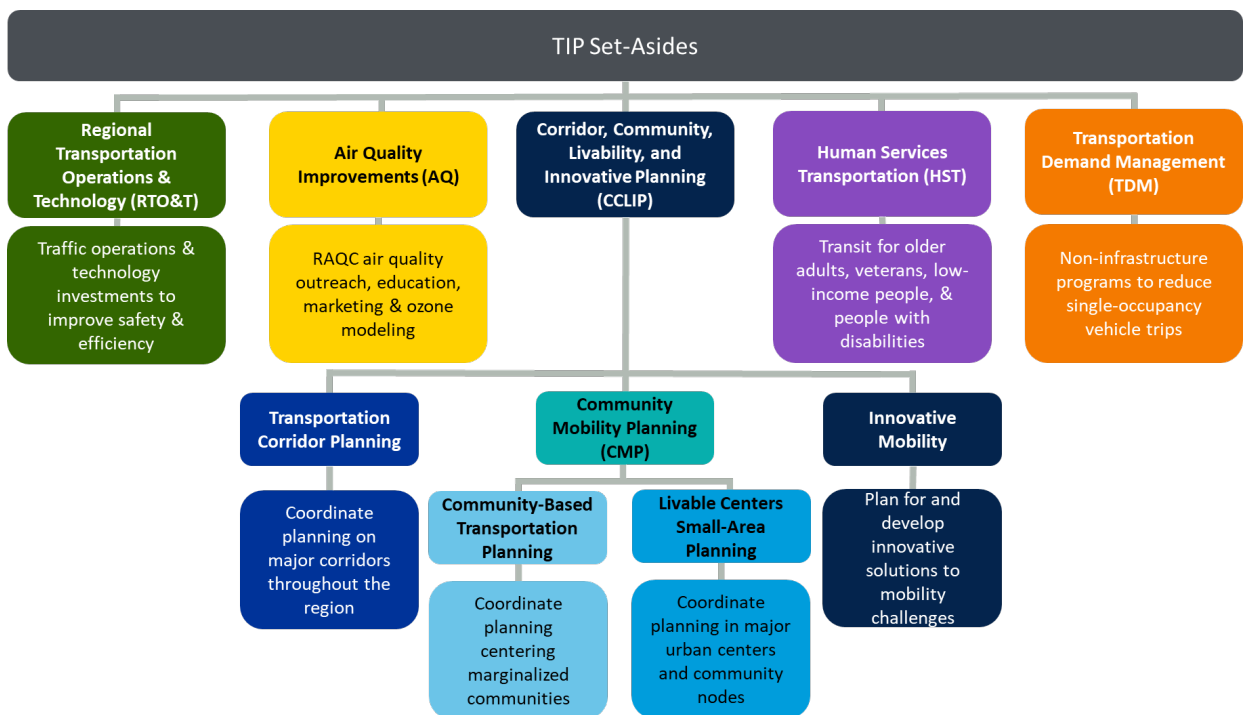 TIP Set-Asides
Regional
Transportation
Operations &
Technology (RTO&T)
Air Quality
Improvements (AQ)
Corridor, Community,
Livability, and
Innovative Planning
(CCLIP)
Human Services
Transportation (HST)
Transportation
Demand Management
(TDM)
Traffic operations &
technology
investments to
improve safety &
efficiency
RAQC air quality
outreach, education,
marketing & ozone
modeling
Transit for older
adults, veterans, low-
income people, &
people with
disabilities
Non-infrastructure
programs to reduce
single-occupancy
vehicle trips
Transportation
Corridor Planning
Community
Mobility Planning
(CMP)
Innovative
Mobility
Coordinate
planning on
major corridors
throughout the
region
Community-Based
Transportation
Planning
Livable Centers
Small-Area
Planning
Plan for and
develop
innovative
solutions to
mobility
challenges
Coordinate
planning
centering
marginalized
communities
Coordinate
planning in major
urban centers
and community
nodes